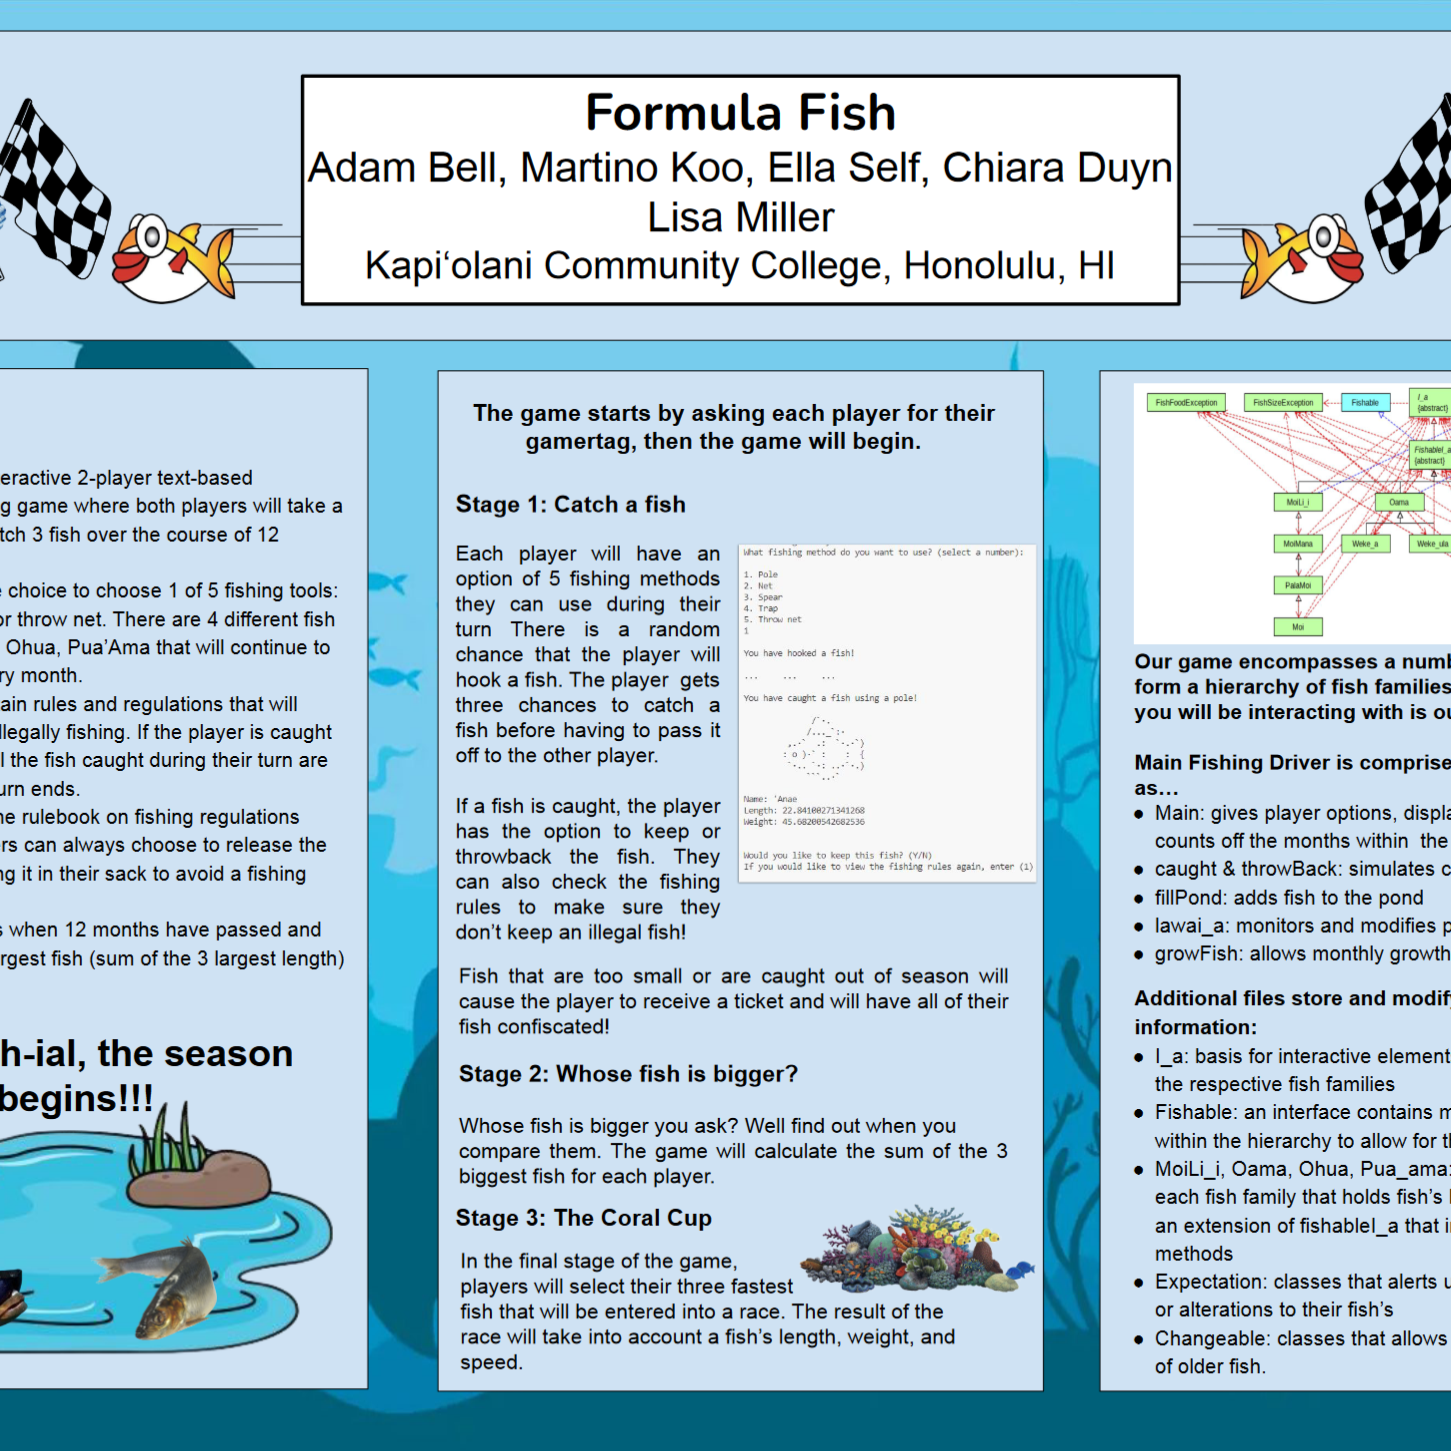 Formula Fish
Adam Bell, Martino Koo, Ella Self, Chiara Duyn
Lisa Miller
Kapiʻolani Community College, Honolulu, HI
eractive 2-player text-based
g game where both players will take a
tch 3 fish over the course of 12
choice to choose 1 of 5 fishing tools:
or throw net. There are 4 different fish
Ohua, Pua’Ama that will continue to
ry month.
ain rules and regulations that will
llegally fishing. If the player is caught
l the fish caught during their turn are
urn ends.
ne rulebook on fishing regulations
rs can always choose to release the
ng it in their sack to avoid a fishing
s when 12 months have passed and
rgest fish (sum of the 3 largest length)
h-ial, the season
begins!!!
The game starts by asking each player for their
gamertag, then the game will begin.
Stage 1: Catch a fish
Each player will have an
option of 5 fishing methods
they can use during their
turn There is a random
chance that the player will
hook a fish. The player gets
three chances to catch a
fish before having to pass it
off to the other player.
If a fish is caught, the player
has the option to keep or
throwback the fish. They
can also check the fishing
rules to make sure they
don’t keep an illegal fish!
What fishing method do you want to use? (select a number):
1. Pole
2. Net
3. Spear
4. Trap
5. Throw net
1
You have hooked a fish!
... ... ...
You have caught a fish using a pole!
Name: 'Anae
Length: 22.84100271341268
Weight: 45.68200542682536
Would you like to keep this fish? (Y/N)
If you would like to view the fishing rules again, enter (1)
Fish that are too small or are caught out of season will
cause the player to receive a ticket and will have all of their
fish confiscated!
Stage 2: Whose fish is bigger?
Whose fish is bigger you ask? Well find out when you
compare them. The game will calculate the sum of the 3
biggest fish for each player.
Stage 3: The Coral Cup
In the final stage of the game,
players will select their three fastest
fish that will be entered into a race. The result of the
race will take into account a fish’s length, weight, and
speed.
FishFoodException
FishSizeException
Fishable
I_a
{abstract}
FishableI_a
{abstract}
MoiLi_i
Oama
MoiMana
Weke_a
Weke_ula
PalaMoi
Moi
Our game encompasses a numb
form a hierarchy of fish families
you will be interacting with is ou
Main Fishing Driver is comprise
as…
● Main: gives player options, displa
counts off the months within the
● caught & throwBack: simulates c
● fillPond: adds fish to the pond
● lawai_a: monitors and modifies p
● growFish: allows monthly growth
Additional files store and modify
information:
● I_a: basis for interactive element
the respective fish families
● Fishable: an interface contains m
within the hierarchy to allow for th
● MoiLi_i, Oama, Ohua, Pua_ama:
each fish family that holds fish’s l
an extension of fishableI_a that i
methods
● Expectation: classes that alerts u
or alterations to their fish’s
● Changeable: classes that allows
of older fish.